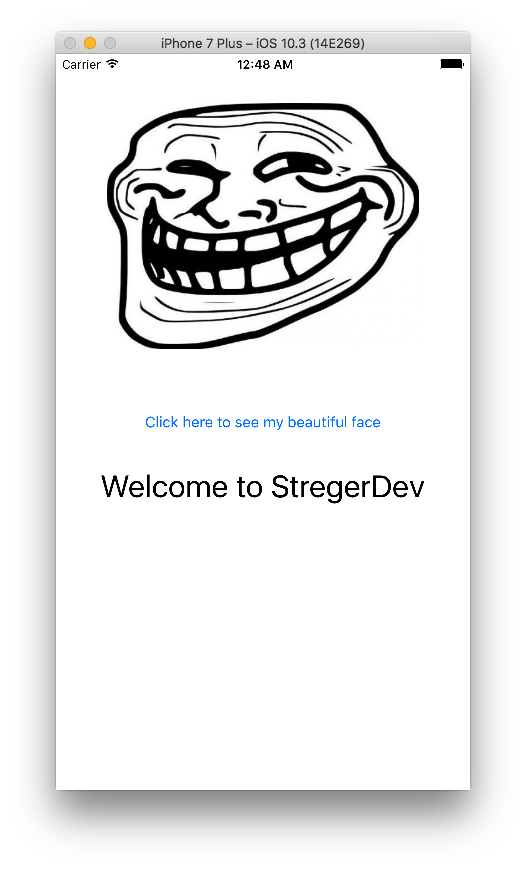 iPhone 7 Plus – iOS 10.3 (14E269)
Carrier 12:48 AM
Click here to see my beautiful face
Welcome to StregerDev